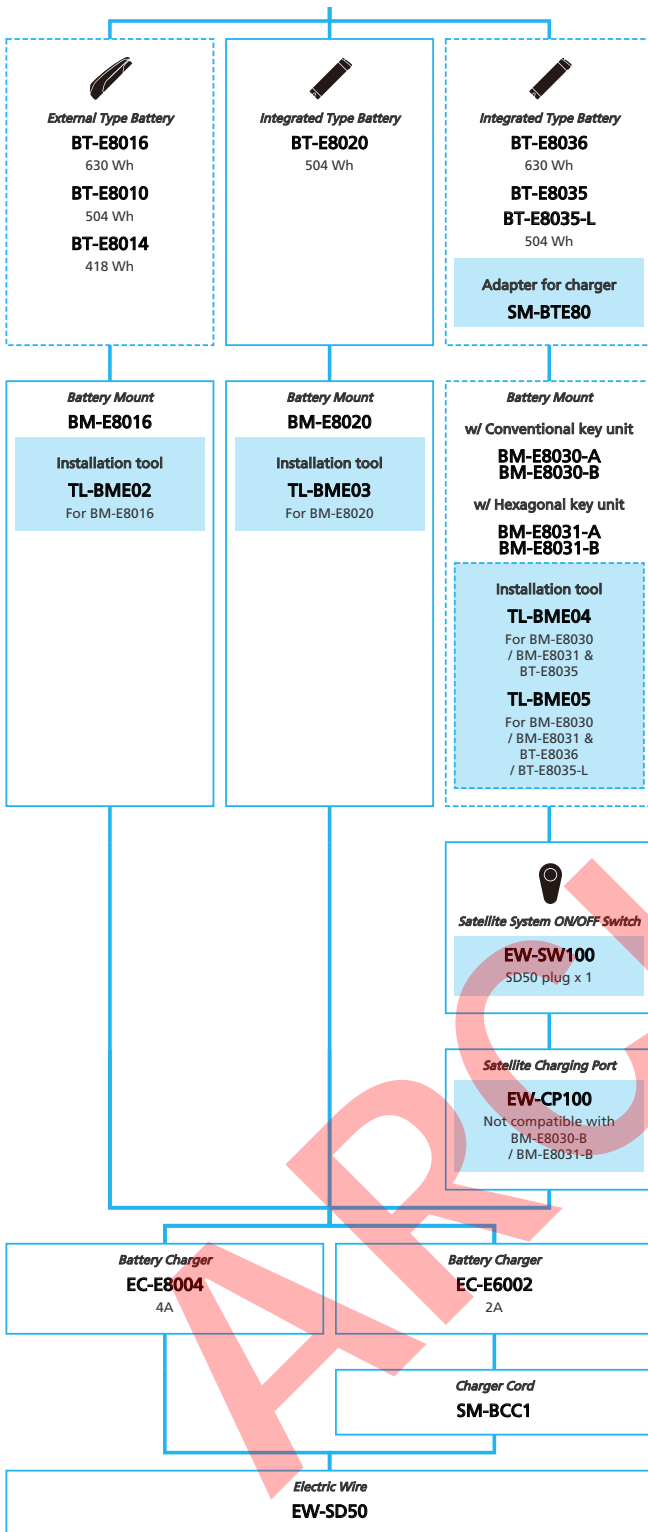 External Type Battery
BT-E8016
630 Wh
BT-E8010
504 Wh
BT-E8014
418 Wh
Integrated Type Battery
BT-E8020
504 Wh
Integrated Type Battery
BT-E8036
630 Wh
BT-E8035
BT-E8035-L
504 Wh
Adapter for charger
SM-BTE80
Battery Mount
BM-E8016
Installation tool
TL-BME02
For BM-E8016
Battery Mount
BM-E8020
Installation tool
TL-BME03
For BM-E8020
Battery Mount
w/ Conventional key unit
BM-E8030-A
BM-E8030-B
w/ Hexagonal key unit
BM-E8031-A
BM-E8031-B
Installation tool
TL-BME04
For BM-E8030
/ BM-E8031 &
BT-E8035
TL-BME05
For BM-E8030
/ BM-E8031 &
BT-E8036
/ BT-E8035-L
Satellite System ON/OFF Switch
EW-SW100
SD50 plug x 1
Satellite Charging Port
EW-CP100
Not compatible with
BM-E8030-B
/ BM-E8031-B
Battery Charger
EC-E8004
4A
Battery Charger
EC-E6002
2A
Charger Cord
SM-BCC1
Electric Wire
EW-SD50